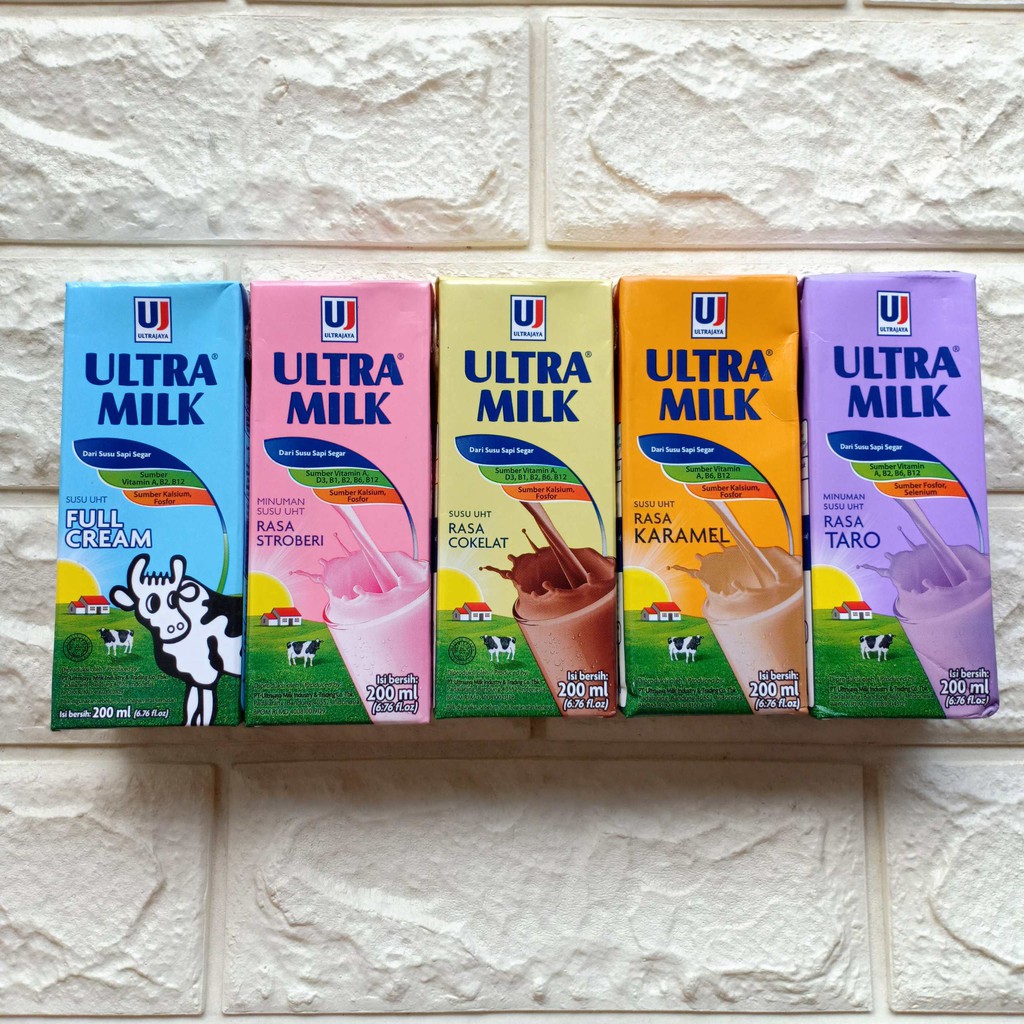 UJ
ULTRAJAYA
ULTRA®
MILK
Dari Susu Sapi Segar
Sumber
Vitamin A, B2, B12
Sumber Kalsium,
Fosfor
SUSU UHT
FULL
CREAM
Isi bersih: 200 ml (6.76 fl.oz)
UJ
ULTRAJAYA
ULTRA®
MILK
Dari Susu Sapi Segar
Sumber Vitamin A,
D3, B1, B2, B6, B12
Sumber Kalsium,
Fosfor
MINUMAN
SUSU UHT
RASA
STROBERI
Isi bersih:
200 ml
(6.76 fl.oz)
UJ
ULTRAJAYA
ULTRA®
MILK
Dari Susu Sapi Segar
Sumber Vitamin A,
D3, B1, B2, B6, B12
Sumber Kalsium,
Fosfor
SUSU UHT
RASA
COKELAT
Isi bersih:
200 ml
(6.76 fl.oz)
UJ
ULTRAJAYA
ULTRA®
MILK
Dari Susu Sapi Segar
Sumber Vitamin
A, B6, B12
Sumber Kalsium,
Fosfor
SUSU UHT
RASA
KARAMEL
Isi bersih:
200 ml
(6.76 fl.oz)
UJ
ULTRAJAYA
ULTRA®
MILK
Dari Susu Sapi Segar
Sumber Vitamin
A, B2, B6, B12
Sumber Fosfor,
Selenium
MINUMAN
SUSU UHT
RASA
TARO
Isi bersih:
200 ml
(6.76 fl.oz)